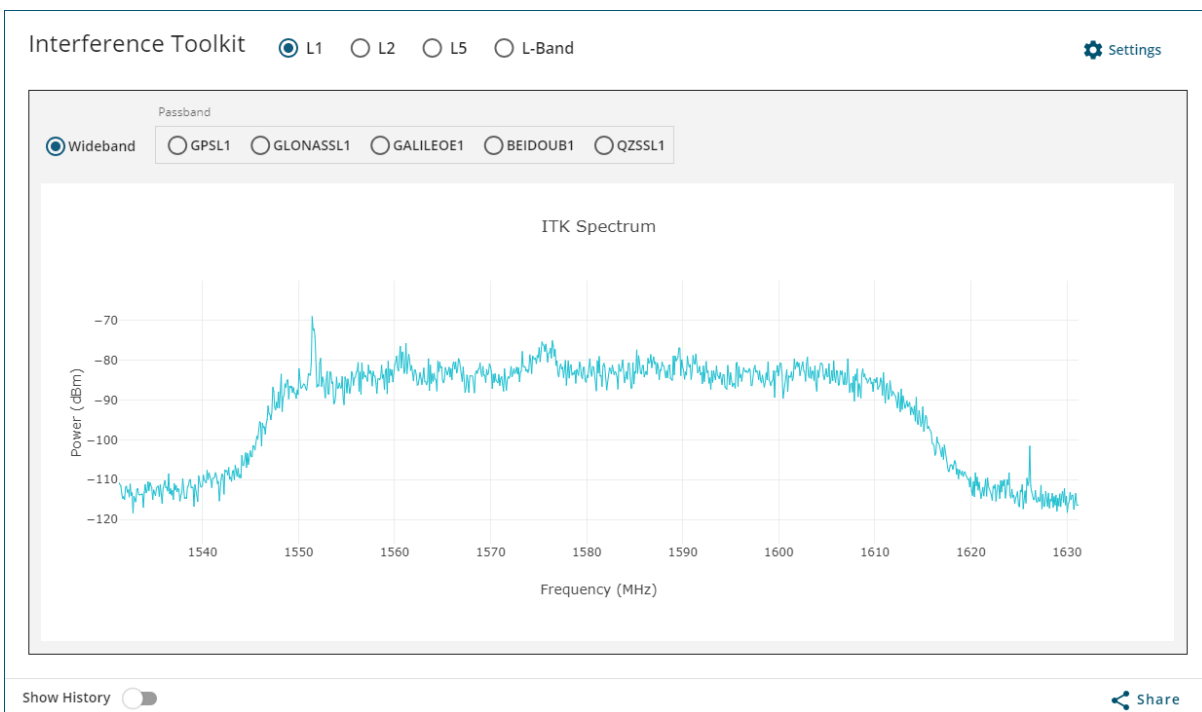 Interference Toolkit L1 L2 L5 L-Band Settings
Passband
Wideband GPSL1 GLONASSL1 GALILEOE1 BEIDOUB1 QZSSL1
ITK Spectrum
−70
−80
−90
−100
−110
−120
Power (dBm)
1540 1550 1560 1570 1580 1590 1600 1610 1620 1630
Frequency (MHz)
Show History Share